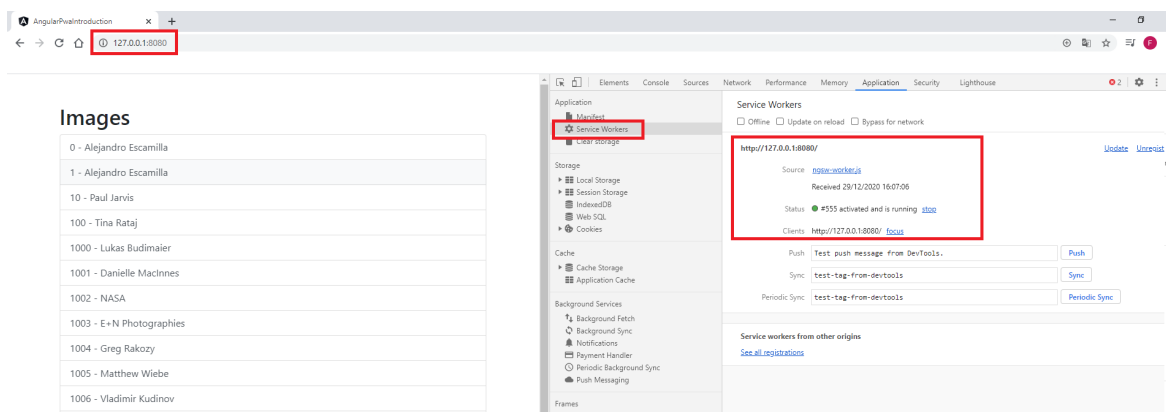 AngularPwaIntroduction × +
127.0.0.1:8080
F
Images
0 - Alejandro Escamilla
1 - Alejandro Escamilla
10 - Paul Jarvis
100 - Tina Rataj
1000 - Lukas Budimaier
1001 - Danielle MacInnes
1002 - NASA
1003 - E+N Photographies
1004 - Greg Rakozy
1005 - Matthew Wiebe
1006 - Vladimir Kudinov
Elements Console Sources Network Performance Memory Application Security Lighthouse 2
Application
Manifest
Service Workers
Clear storage
Storage
Local Storage
Session Storage
IndexedDB
Web SQL
Cookies
Cache
Cache Storage
Application Cache
Background Services
Background Fetch
Background Sync
Notifications
Payment Handler
Periodic Background Sync
Push Messaging
Frames
Service Workers
Offline Update on reload Bypass for network
http://127.0.0.1:8080/ Update Unregist
Source ngsw-worker.js
Received 29/12/2020 16:07:06
Status #555 activated and is running stop
Clients http://127.0.0.1:8080/ focus
Push Test push message from DevTools. Push
Sync test-tag-from-devtools Sync
Periodic Sync test-tag-from-devtools Periodic Sync
Service workers from other origins
See all registrations